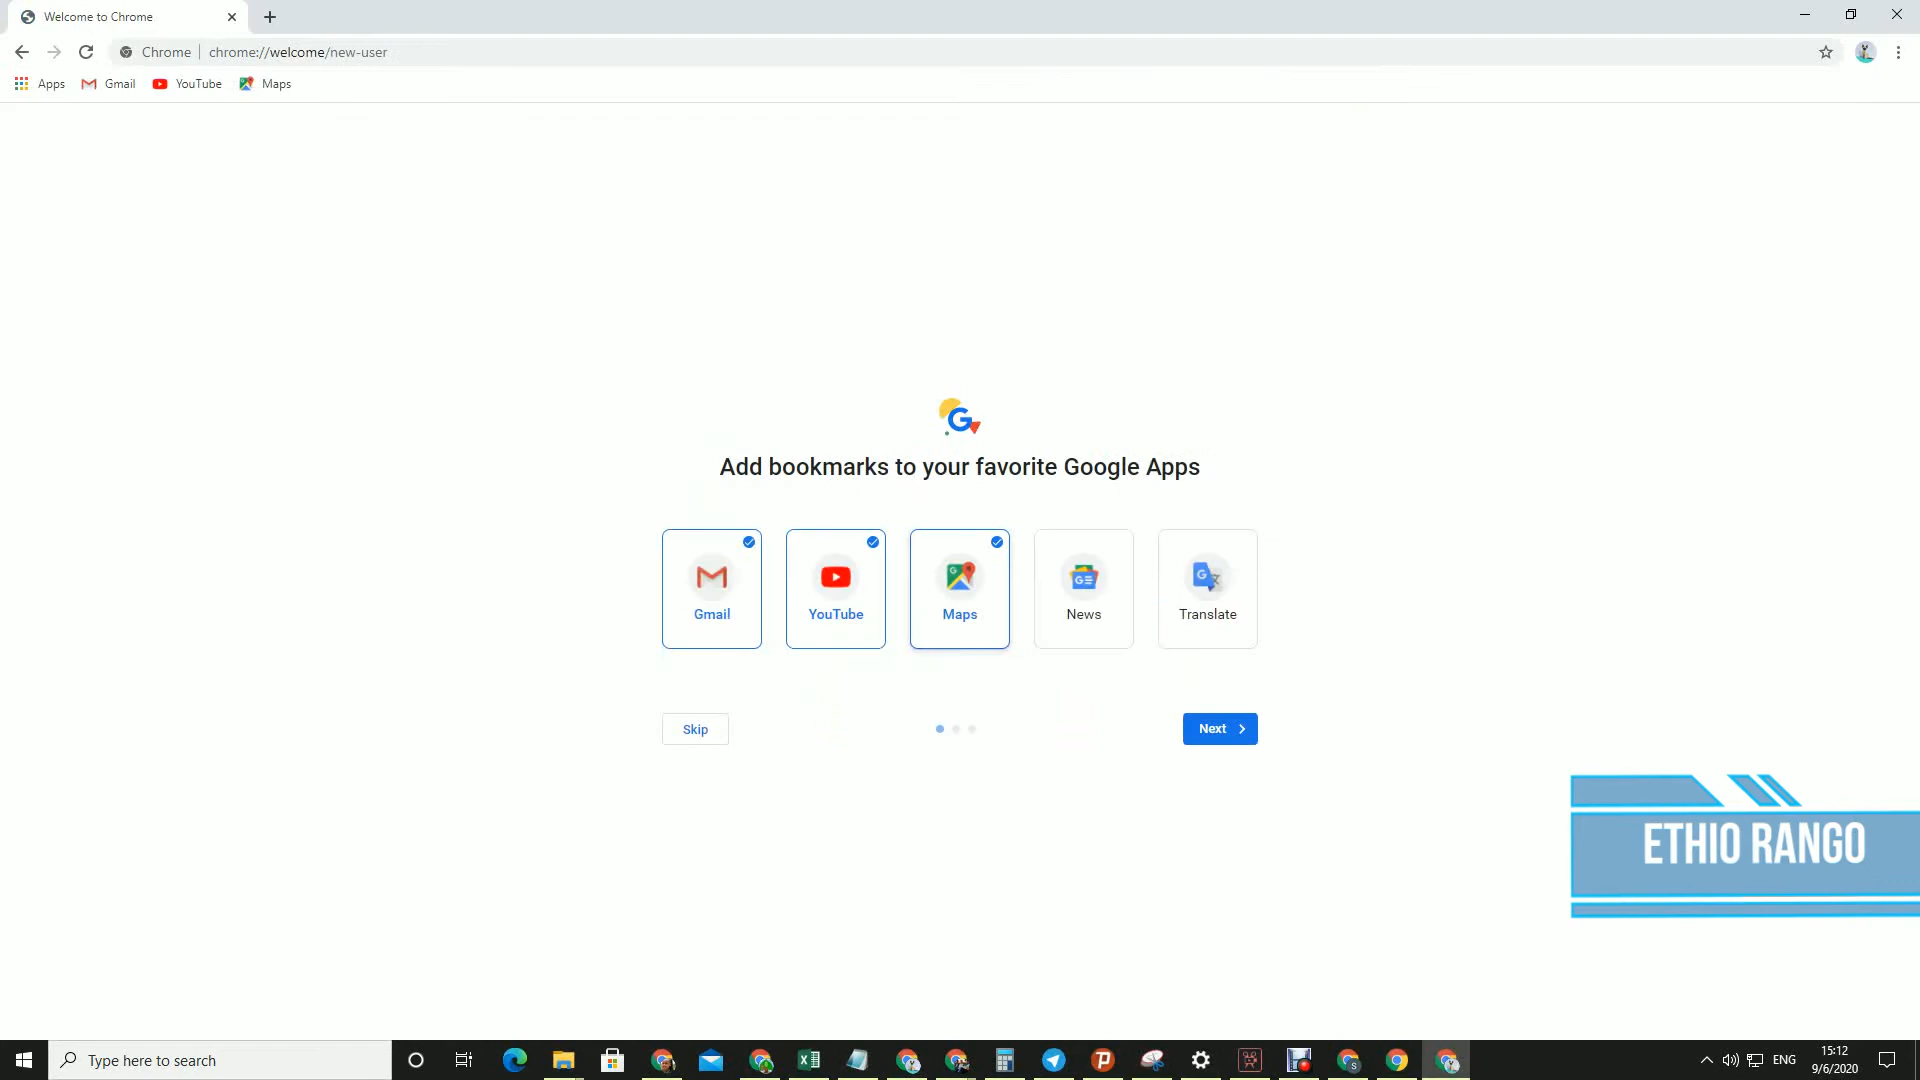 Welcome to Chrome
Chrome chrome://welcome/new-user
Apps Gmail YouTube Maps
Add bookmarks to your favorite Google Apps
Gmail YouTube Maps News Translate
Skip Next
ETHIO RANGO
Type here to search
ENG
15:12
9/6/2020